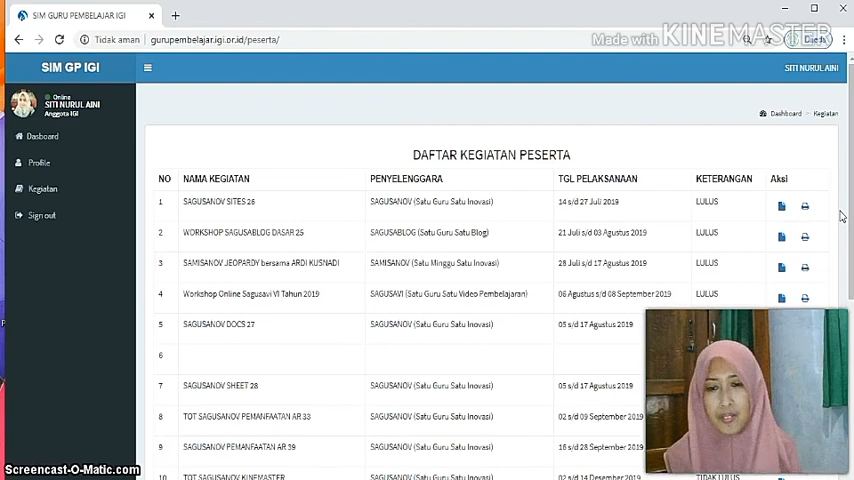 SIM GURU PEMBELAJAR IGI
Tidak aman gurupembelajar.igi.or.id/peserta/
Made with KINEMASTER
Dijeda
SIM GP IGI
SITI NURUL AINI
Online
SITI NURUL AINI
Anggota IGI
Dasboard
Profile
Kegiatan
Sign out
Dashboard > Kegiatan
DAFTAR KEGIATAN PESERTA
NO NAMA KEGIATAN PENYELENGGARA TGL PELAKSANAAN KETERANGAN Aksi
1 SAGUSANOV SITES 26 SAGUSANOV (Satu Guru Satu Inovasi) 14 s/d 27 Juli 2019 LULUS
2 WORKSHOP SAGUSABLOG DASAR 25 SAGUSABLOG (Satu Guru Satu Blog) 21 Juli s/d 03 Agustus 2019 LULUS
3 SAMISANOV JEOPARDY bersama ARDI KUSNADI SAMISANOV (Satu Minggu Satu Inovasi) 28 Juli s/d 17 Agustus 2019 LULUS
4 Workshop Online Sagusavi VI Tahun 2019 SAGUSAVI (Satu Guru Satu Video Pembelajaran) 06 Agustus s/d 08 September 2019 LULUS
5 SAGUSANOV DOCS 27 SAGUSANOV (Satu Guru Satu Inovasi) 05 s/d 17 Agustus 2019
6
7 SAGUSANOV SHEET 28 SAGUSANOV (Satu Guru Satu Inovasi) 05 s/d 17 Agustus 2019
8 TOT SAGUSANOV PEMANFAATAN AR 33 SAGUSANOV (Satu Guru Satu Inovasi) 02 s/d 09 September 2019
9 SAGUSANOV PEMANFAATAN AR 39 SAGUSANOV (Satu Guru Satu Inovasi) 16 s/d 28 September 2019
10 TOT SAGUSANOV KINEMASTER SAGUSANOV (Satu Guru Satu Inovasi) 02 s/d 14 Desember 2019 TIDAK LULUS
Screencast-O-Matic.com